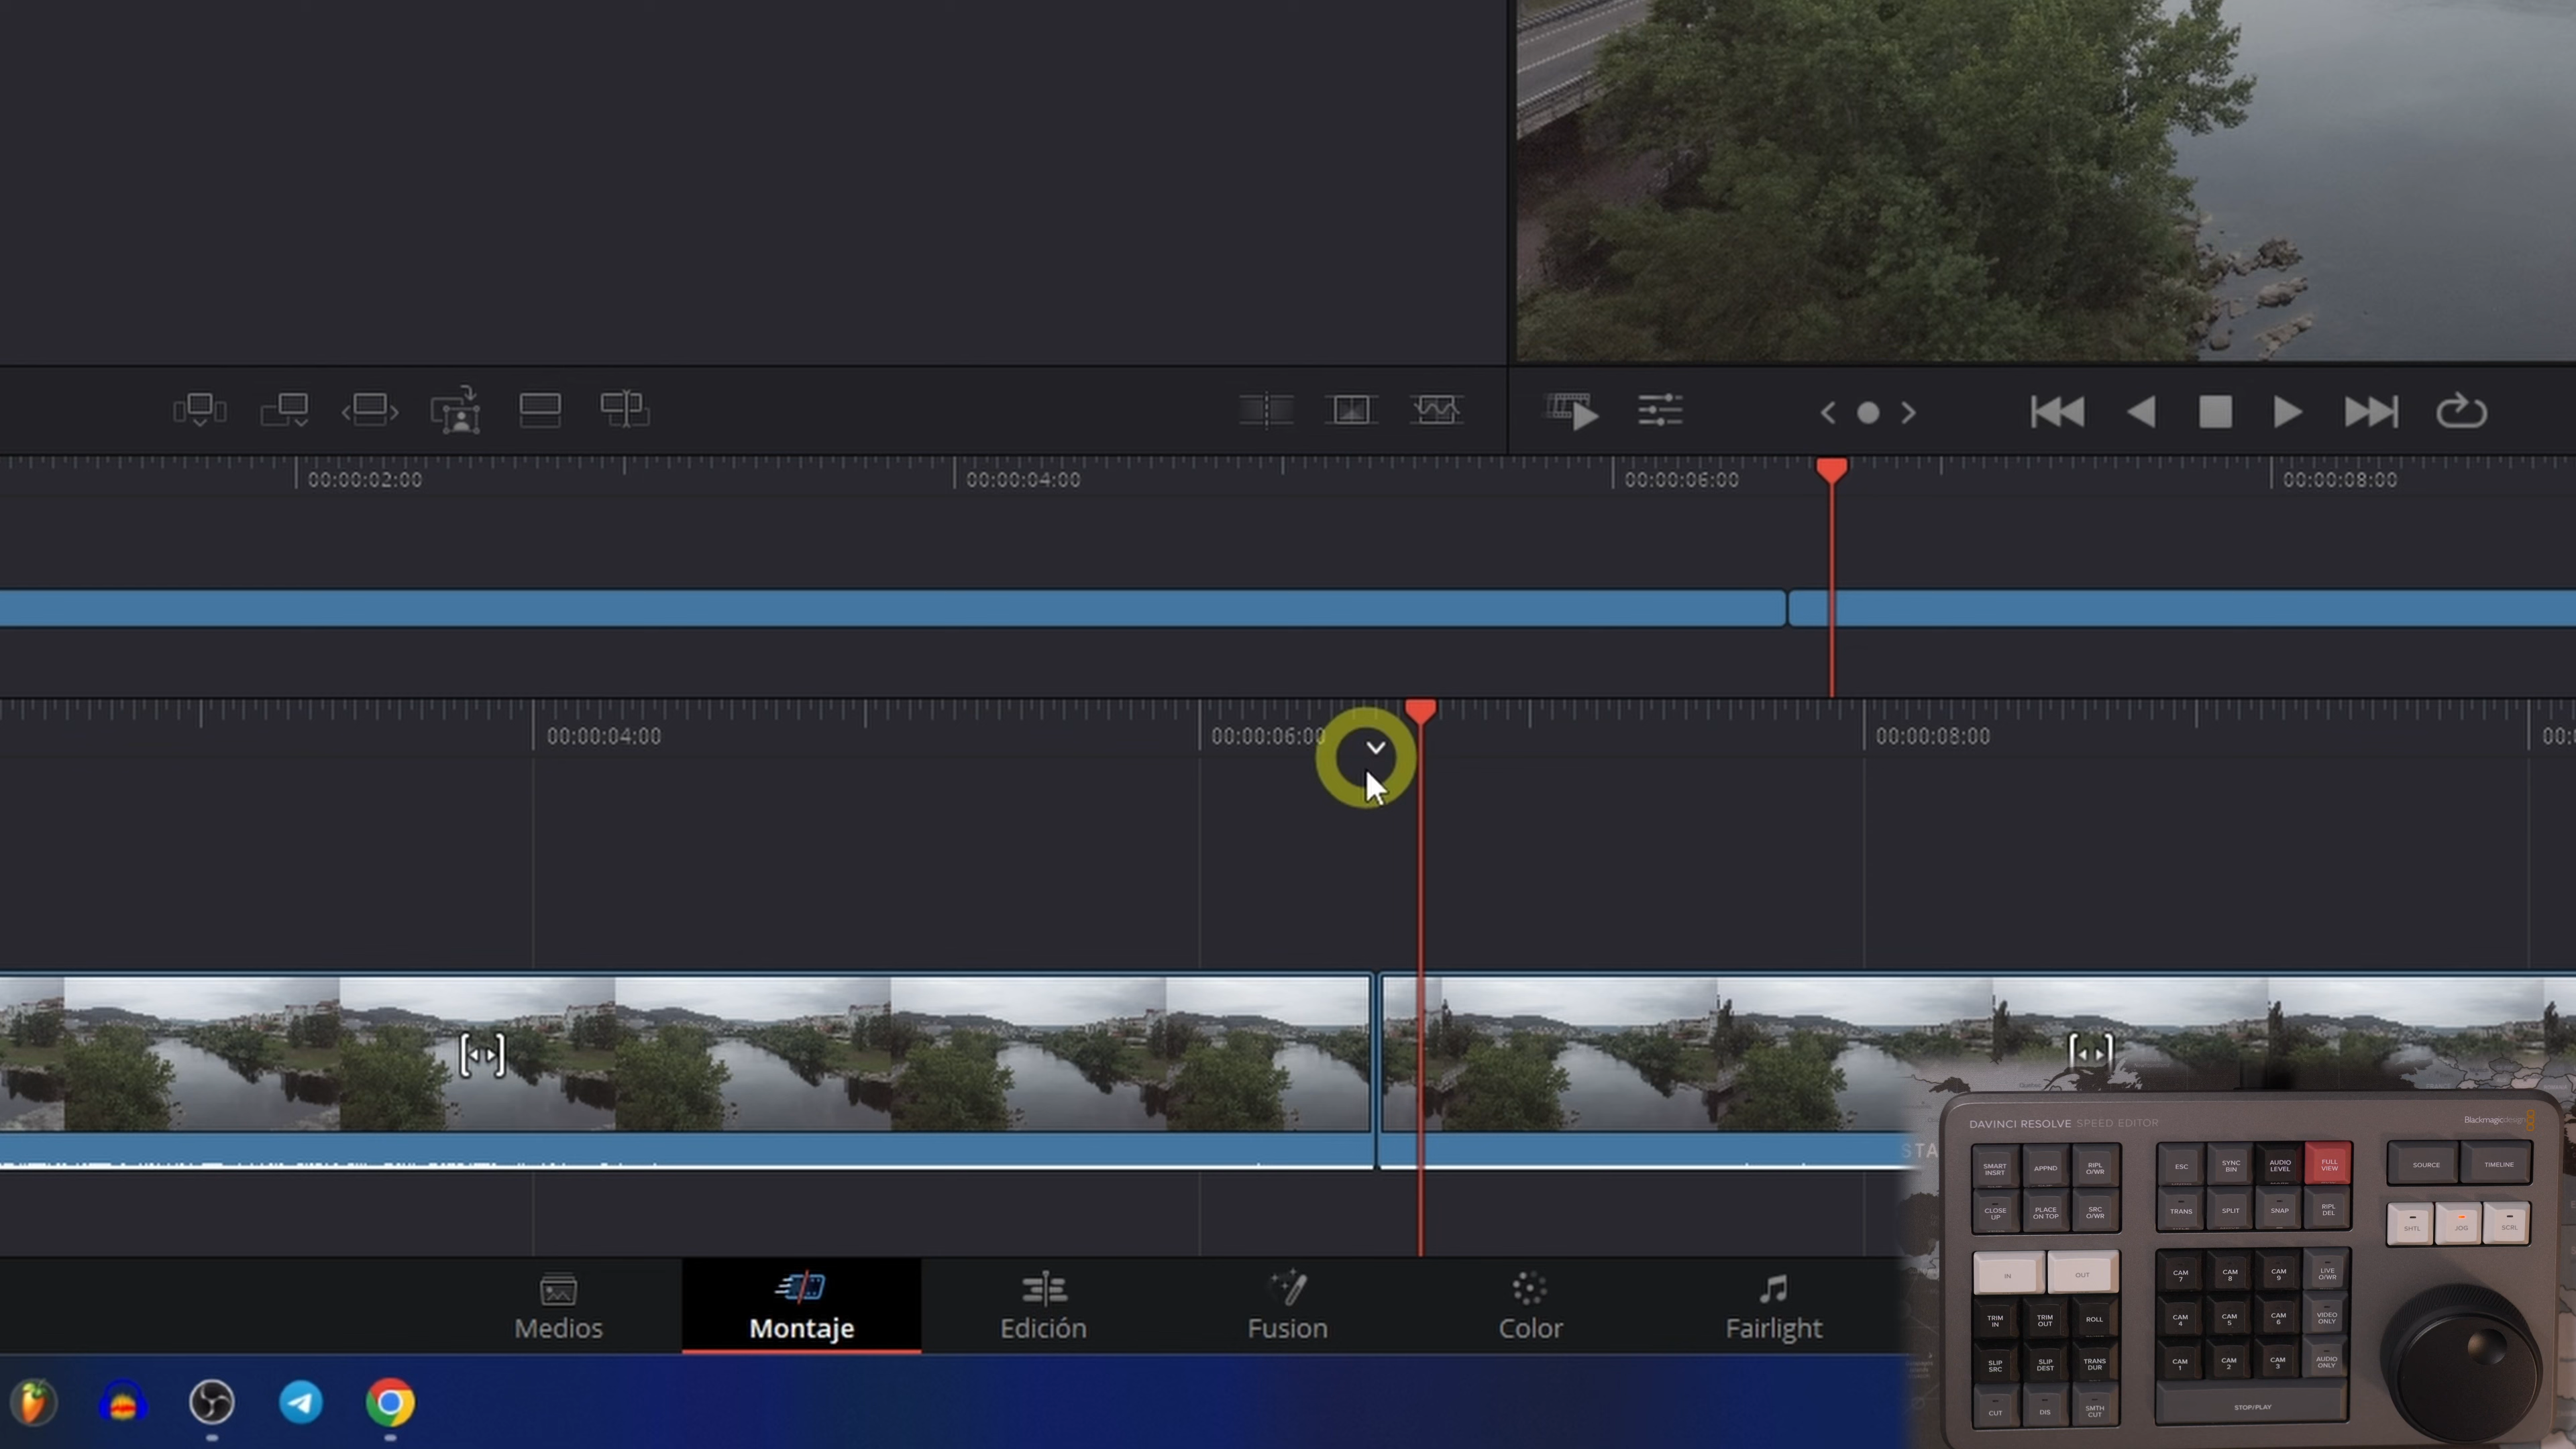 00:00:02:00
00:00:04:00
00:00:06:00
00:00:08:00
00:00:04:00
00:00:06:00
00:00:08:00
00:
Medios
Montaje
Edición
Fusion
Color
Fairlight
STA
DAVINCI RESOLVE SPEED EDITOR
Blackmagicdesign
SMART INSRT
APPND
RIPL O/WR
ESC
SYNC BIN
AUDIO LEVEL
FULL VIEW
SOURCE
TIMELINE
CLOSE UP
PLACE ON TOP
SRC O/WR
TRANS
SPLIT
SNAP
RIPL DEL
SHTL
JOG
SCRL
IN
OUT
CAM 7
CAM 8
CAM 9
LIVE O/WR
TRIM IN
TRIM OUT
ROLL
CAM 4
CAM 5
CAM 6
VIDEO ONLY
SLIP SRC
SLIP DEST
TRANS DUR
CAM 1
CAM 2
CAM 3
AUDIO ONLY
CUT
DIS
SMTH CUT
STOP/PLAY